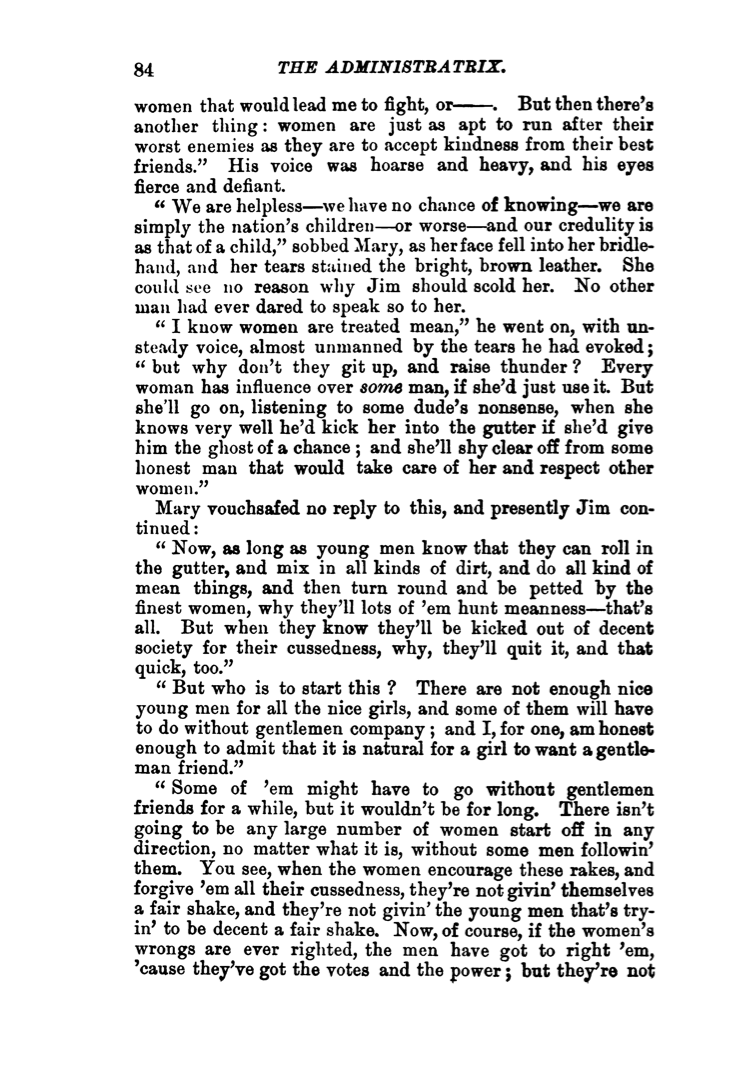 84 THE ADMINISTRATRIX.
women that would lead me to fight, or——. But then there's
another thing: women are just as apt to run after their
worst enemies as they are to accept kindness from their best
friends.” His voice was hoarse and heavy, and his eyes
fierce and defiant.
“ We are helpless—we have no chance of knowing—we are
simply the nation's children—or worse—and our credulity is
as that of a child,” sobbed Mary, as her face fell into her bridle-
hand, and her tears stained the bright, brown leather. She
could see no reason why Jim should scold her. No other
man had ever dared to speak so to her.
“ I know women are treated mean,” he went on, with un-
steady voice, almost unmanned by the tears he had evoked;
“ but why don't they git up, and raise thunder ? Every
woman has influence over some man, if she'd just use it. But
she'll go on, listening to some dude's nonsense, when she
knows very well he'd kick her into the gutter if she'd give
him the ghost of a chance ; and she'll shy clear off from some
honest man that would take care of her and respect other
women.”
Mary vouchsafed no reply to this, and presently Jim con-
tinued :
“ Now, as long as young men know that they can roll in
the gutter, and mix in all kinds of dirt, and do all kind of
mean things, and then turn round and be petted by the
finest women, why they'll lots of 'em hunt meanness—that's
all. But when they know they'll be kicked out of decent
society for their cussedness, why, they'll quit it, and that
quick, too.”
“ But who is to start this ? There are not enough nice
young men for all the nice girls, and some of them will have
to do without gentlemen company ; and I, for one, am honest
enough to admit that it is natural for a girl to want a gentle-
man friend.”
“ Some of 'em might have to go without gentlemen
friends for a while, but it wouldn't be for long. There isn't
going to be any large number of women start off in any
direction, no matter what it is, without some men followin'
them. You see, when the women encourage these rakes, and
forgive 'em all their cussedness, they're not givin' themselves
a fair shake, and they're not givin' the young men that's try-
in' to be decent a fair shake. Now, of course, if the women's
wrongs are ever righted, the men have got to right 'em,
'cause they've got the votes and the power ; but they're not